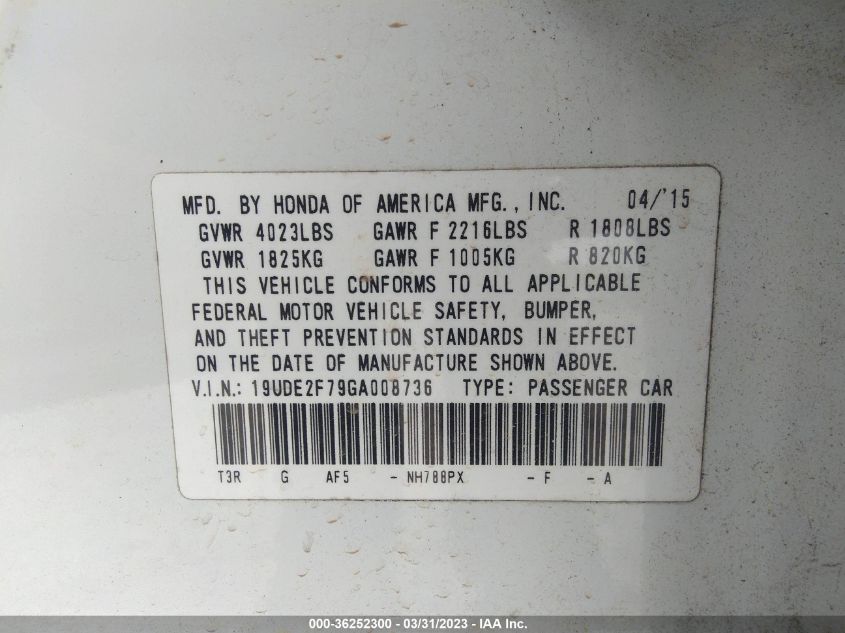 MFD. BY HONDA OF AMERICA MFG., INC. 04/'15
GVWR 4023LBS GAWR F 2216LBS R 1808LBS
GVWR 1825KG GAWR F 1005KG R 820KG
THIS VEHICLE CONFORMS TO ALL APPLICABLE
FEDERAL MOTOR VEHICLE SAFETY, BUMPER,
AND THEFT PREVENTION STANDARDS IN EFFECT
ON THE DATE OF MANUFACTURE SHOWN ABOVE.
V.I.N.: 19UDE2F79GA008736 TYPE: PASSENGER CAR
T3R G AF5 - NH788PX - F - A
000-36252300 - 03/31/2023 - IAA Inc.